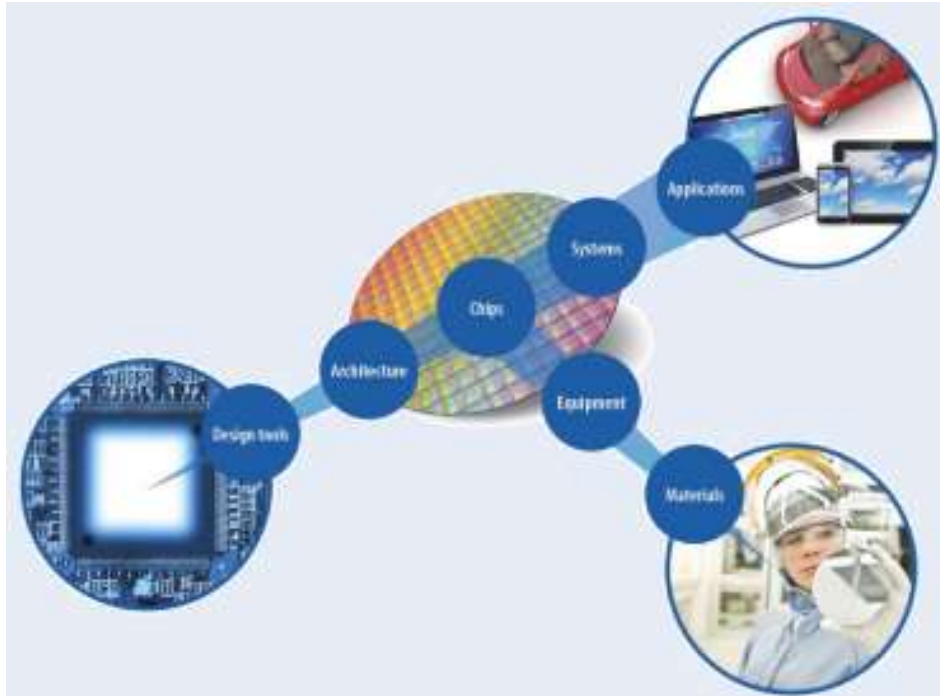 Applications
Systems
Chips
Architecture
Equipment
Design tools
Materials